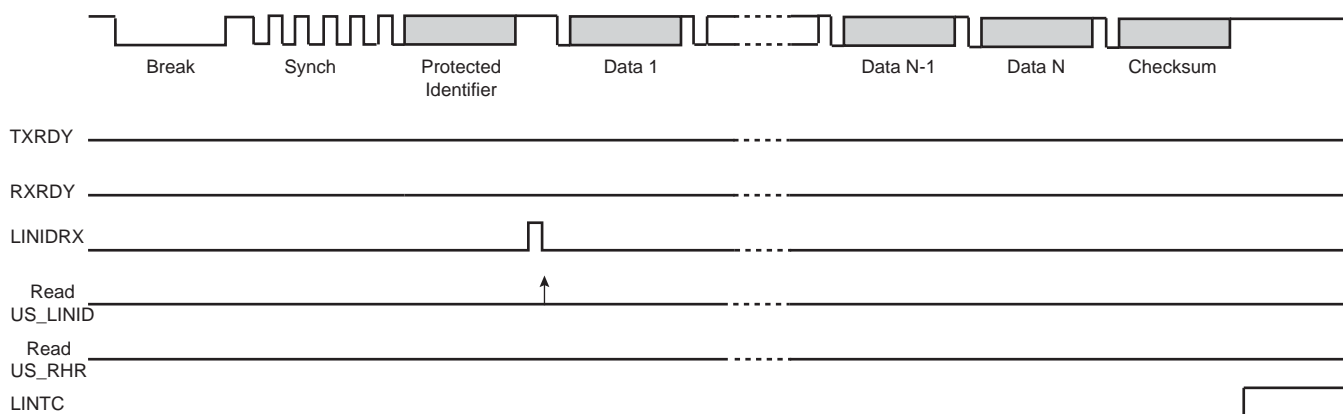 Break Synch Protected Data 1 Data N-1 Data N Checksum
Identifier
TXRDY
RXRDY
LINIDRX
Read
US_LINID
Read
US_RHR
LINTC